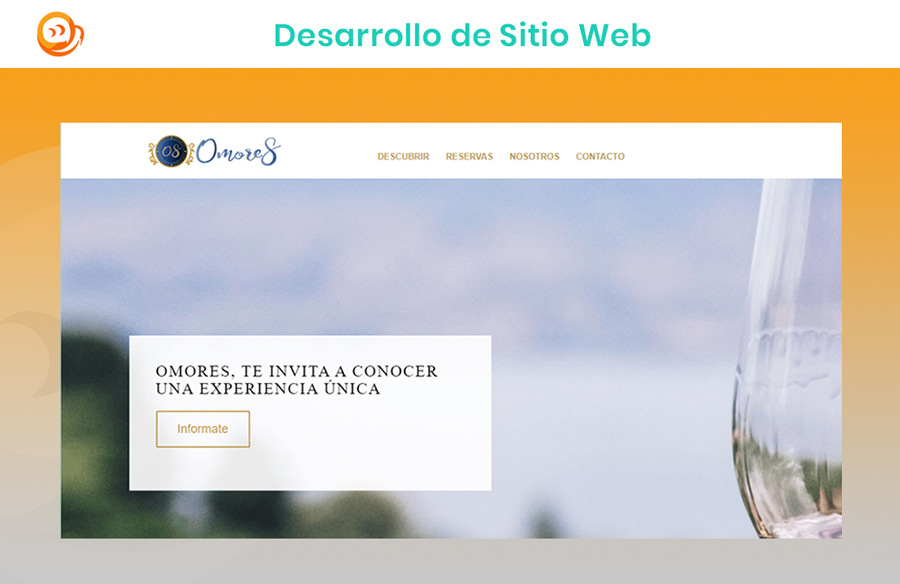 Desarrollo de Sitio Web
OS OmoreS
DESCUBRIR RESERVAS NOSOTROS CONTACTO
OMORES, TE INVITA A CONOCER
UNA EXPERIENCIA ÚNICA
Informate